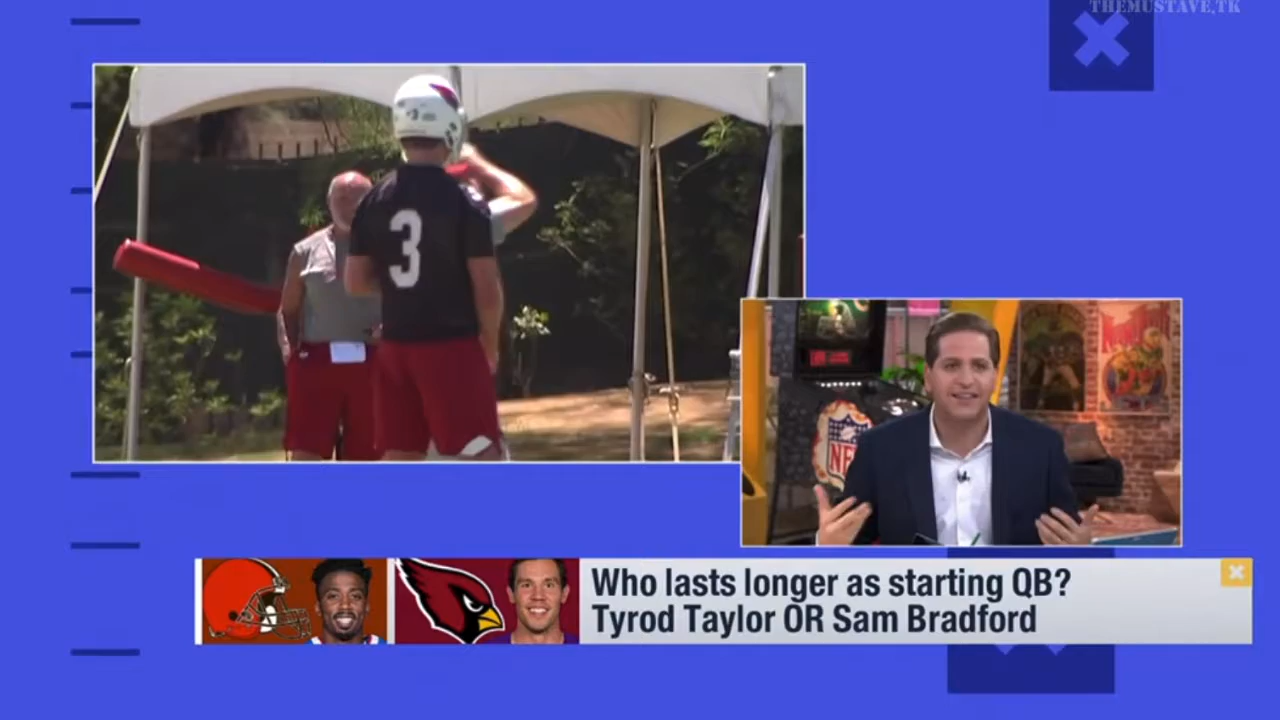 THEMUSTAVE,TK
3
NFL
Who lasts longer as starting QB?
Tyrod Taylor OR Sam Bradford